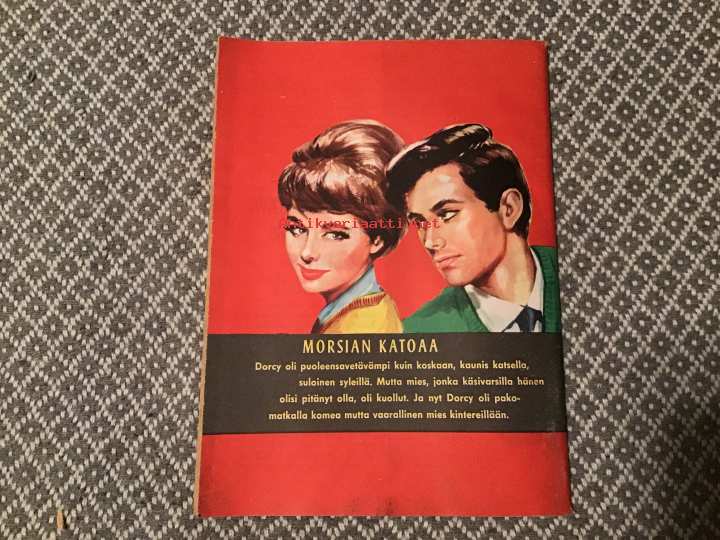 Antikvariaatti.net
MORSIAN KATOAA
Dorcy oli puoleensavetävämpi kuin koskaan, kaunis katsella,
suloinen syleillä. Mutta mies, jonka käsivarsilla hänen
olisi pitänyt olla, oli kuollut. Ja nyt Dorcy oli pako-
matkalla komea mutta vaarallinen mies kintereillään.